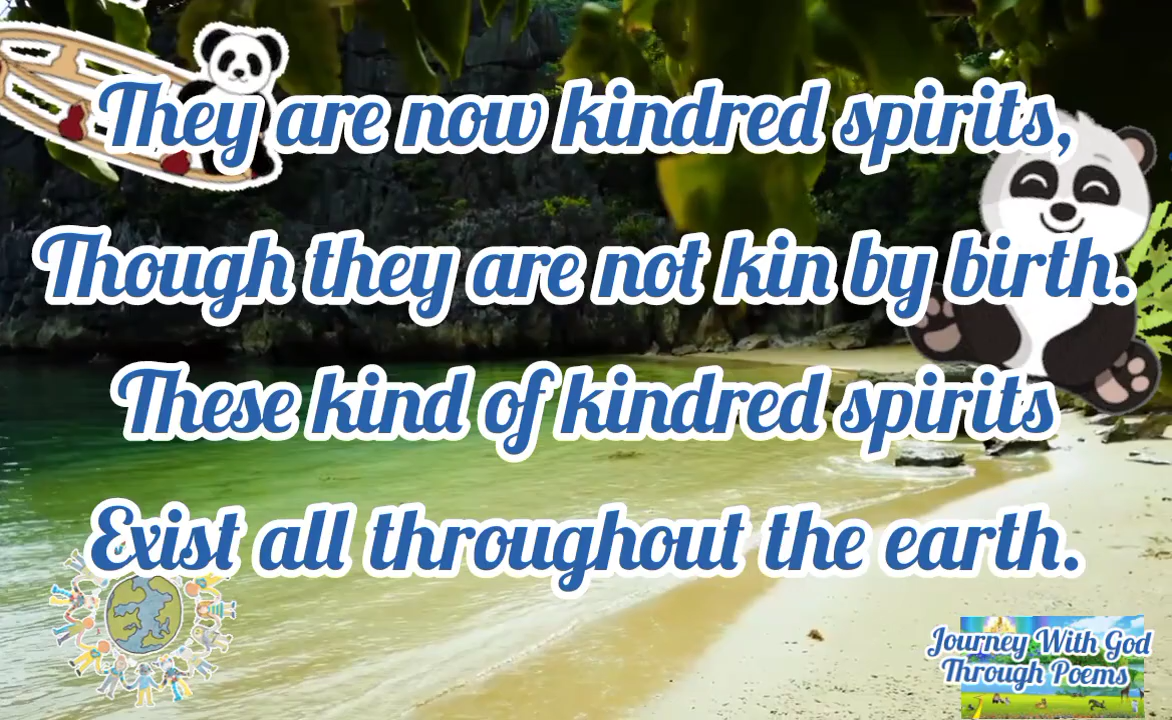 They are now kindred spirits,
Though they are not kin by birth.
These kind of kindred spirits
Exist all throughout the earth.
Journey With God
Through Poems